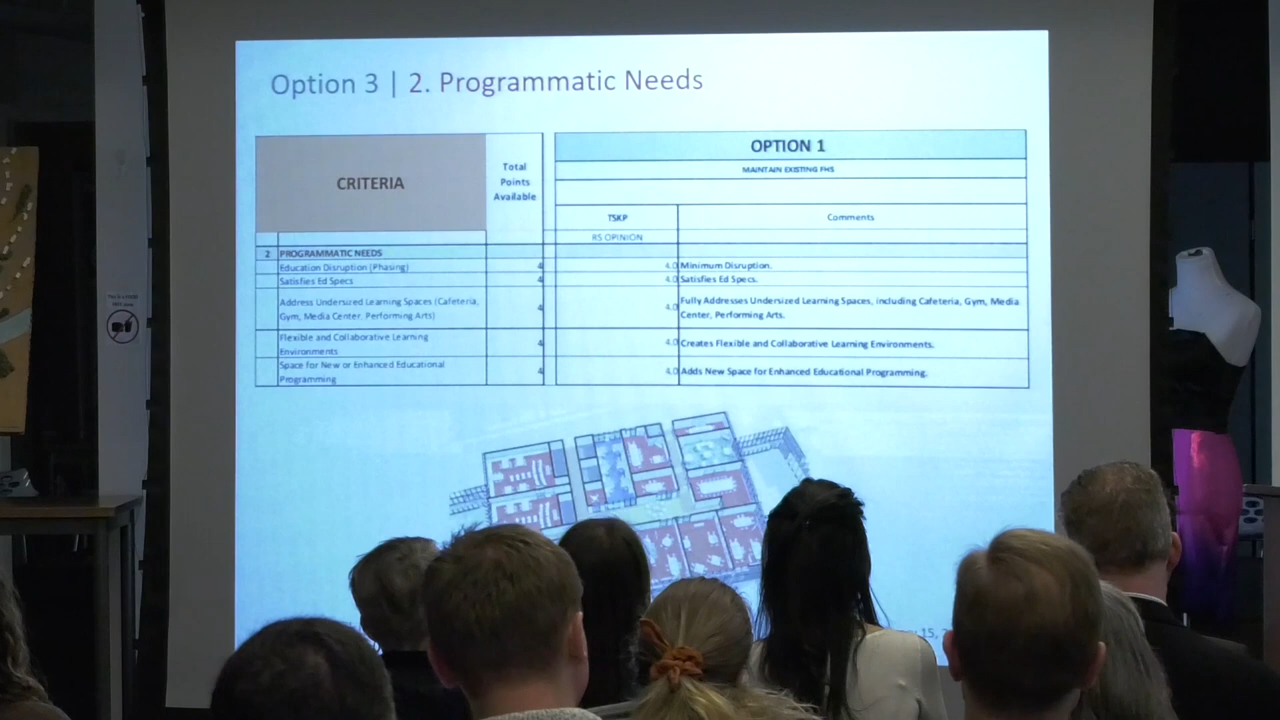 Option 3 | 2. Programmatic Needs
CRITERIA
Total
Points
Available
OPTION 1
MAINTAIN EXISTING FHS
TSKP
Comments
RS OPINION
2 PROGRAMMATIC NEEDS
Education Disruption (Phasing) 4 4.0 Minimum Disruption.
Satisfies Ed Specs 4 4.0 Satisfies Ed Specs.
Address Undersized Learning Spaces (Cafeteria,
Gym, Media Center, Performing Arts) 4 4.0
Fully Addresses Undersized Learning Spaces, including Cafeteria, Gym, Media
Center, Performing Arts.
Flexible and Collaborative Learning
Environments 4 4.0 Creates Flexible and Collaborative Learning Environments.
Space for New or Enhanced Educational
Programming 4 4.0 Adds New Space for Enhanced Educational Programming.
15,